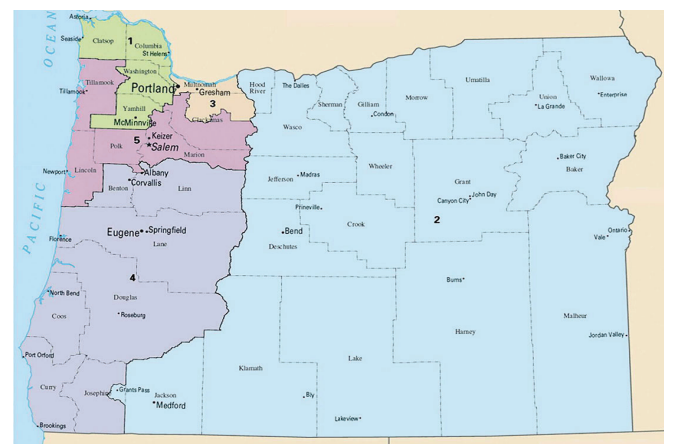 PACIFIC OCEAN
Astoria
Seaside
Clatsop
1
Columbia
St Helens
Washington
Tillamook
Tillamook
Portland
Multnomah
Gresham
3
Clackamas
Yamhill
McMinnville
5
Keizer
Salem
Polk
Marion
Newport
Lincoln
Albany
Corvallis
Benton
Linn
Hood
River
The Dalles
Sherman
Gilliam
Condon
Morrow
Umatilla
Union
La Grande
Wallowa
Enterprise
Wasco
Wheeler
Jefferson
Madras
Grant
John Day
Canyon City
Baker City
Baker
Prineville
Crook
2
Bend
Deschutes
Ontario
Vale
Florence
Eugene
Springfield
Lane
4
North Bend
Coos
Douglas
Roseburg
Burns
Harney
Malheur
Jordan Valley
Port Orford
Curry
Josephine
Grants Pass
Jackson
Medford
Klamath
Lake
Bly
Lakeview
Brookings